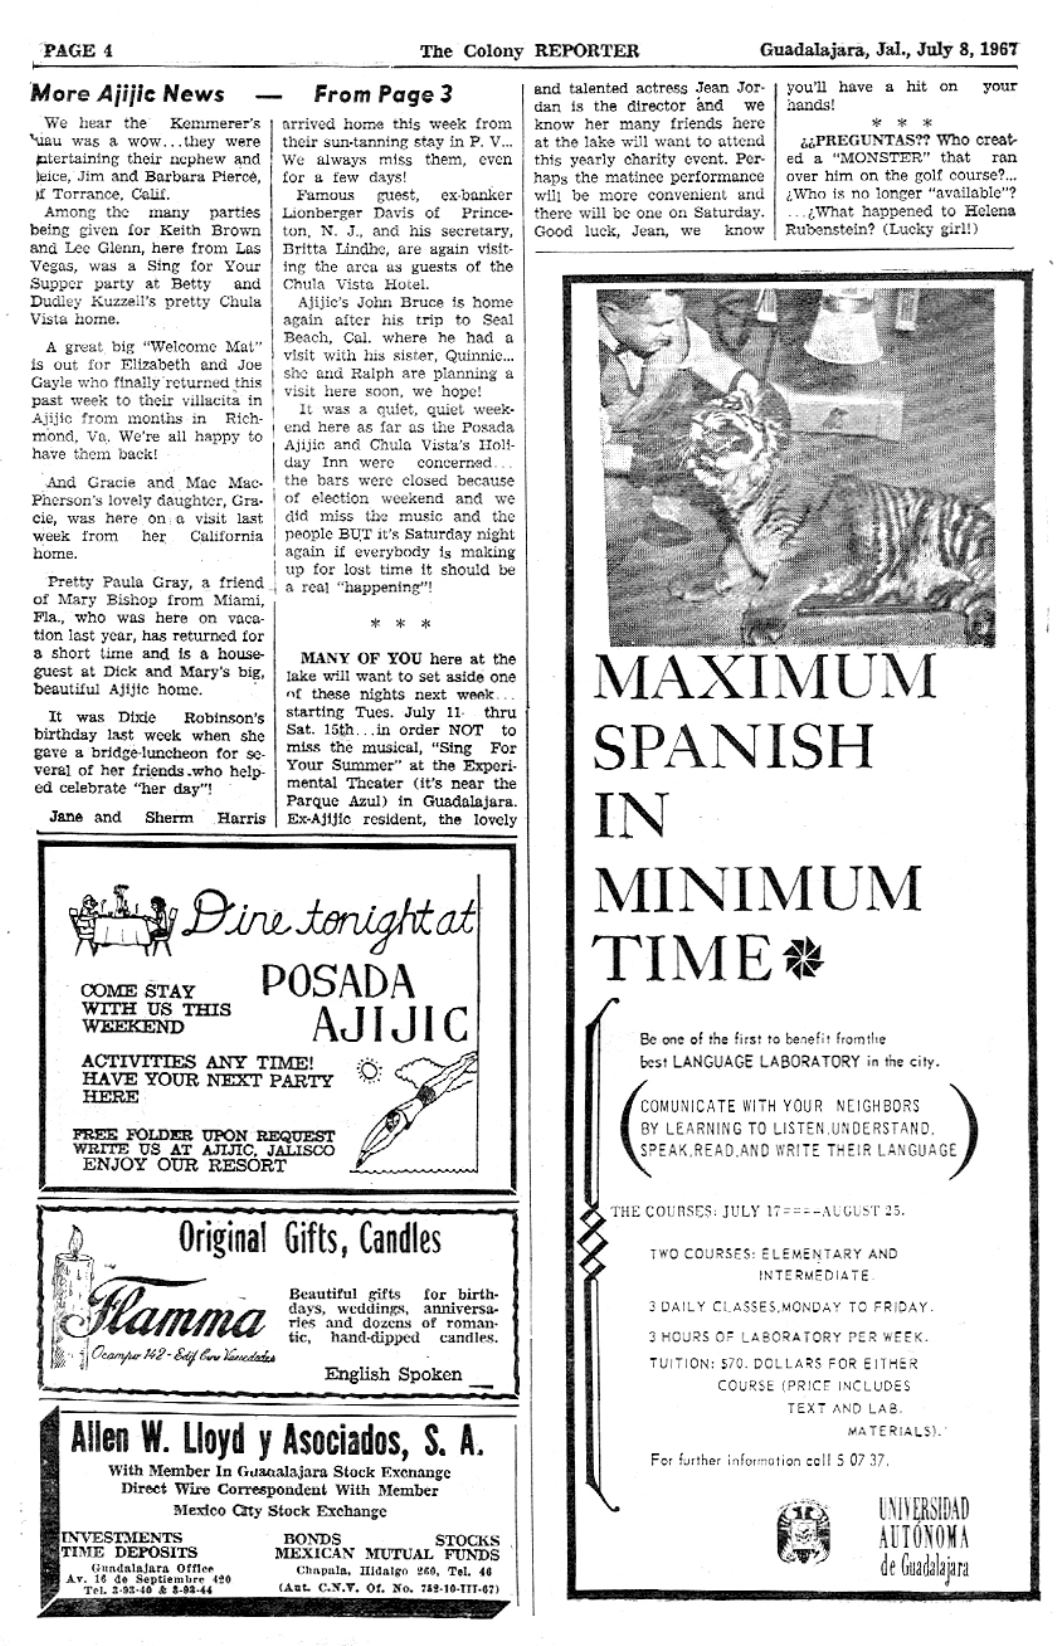 PAGE 4
The Colony REPORTER
Guadalajara, Jal., July 8, 1967
More Ajijic News — From Page 3
We hear the Kemmerer's
was a wow...they were
ntertaining their nephew and
eice, Jim and Barbara Pierce,
of Torrance, Calif.
Among the many parties
being given for Keith Brown
and Lee Glenn, here from Las
Vegas, was a Sing for Your
Supper party at Betty and
Dudley Kuzzell's pretty Chula
Vista home.
A great big "Welcome Mat"
is out for Elizabeth and Joe
Gayle who finally returned this
past week to their villacita in
Ajijic from months in Rich-
mond, Va. We're all happy to
have them back!
And Gracie and Mac Mac-
Pherson's lovely daughter, Gra-
cie, was here on a visit last
week from her California
home.
Pretty Paula Gray, a friend
of Mary Bishop from Miami,
Fla., who was here on vaca-
tion last year, has returned for
a short time and is a house-
guest at Dick and Mary's big,
beautiful Ajijic home.
It was Dixie Robinson's
birthday last week when she
gave a bridge-luncheon for se-
veral of her friends who help-
ed celebrate "her day"!
Jane and Sherm Harris
arrived home this week from
their sun-tanning stay in P. V...
We always miss them, even
for a few days!
Famous guest, ex-banker
Lionberger Davis of Prince-
ton, N. J., and his secretary,
Britta Lindhe, are again visit-
ing the area as guests of the
Chula Vista Hotel.
Ajijic's John Bruce is home
again after his trip to Seal
Beach, Cal. where he had a
visit with his sister, Quinnie...
she and Ralph are planning a
visit here soon, we hope!
It was a quiet, quiet week-
end here as far as the Posada
Ajijic and Chula Vista's Holi-
day Inn were concerned...
the bars were closed because
of election weekend and we
did miss the music and the
people BUT it's Saturday night
again if everybody is making
up for lost time it should be
a real "happening"!
* * *
MANY OF YOU here at the
lake will want to set aside one
of these nights next week...
starting Tues. July 11 thru
Sat. 15th...in order NOT to
miss the musical, "Sing For
Your Summer" at the Experi-
mental Theater (it's near the
Parque Azul) in Guadalajara.
Ex-Ajijic resident, the lovely
and talented actress Jean Jor-
dan is the director and we
know her many friends here
at the lake will want to attend
this yearly charity event. Per-
haps the matinee performance
will be more convenient and
there will be one on Saturday.
Good luck, Jean, we know
you'll have a hit on your
hands!
* * *
¿¿PREGUNTAS?? Who creat-
ed a "MONSTER" that ran
over him on the golf course?...
¿Who is no longer "available"?
...¿What happened to Helena
Rubenstein? (Lucky girl!)
Dine tonight at
POSADA
AJIJIC
COME STAY
WITH US THIS
WEEKEND
ACTIVITIES ANY TIME!
HAVE YOUR NEXT PARTY
HERE
FREE FOLDER UPON REQUEST
WRITE US AT AJIJIC, JALISCO
ENJOY OUR RESORT
Original Gifts, Candles
Flamma
Ocampo 142 - Edif Cine Variedades
Beautiful gifts for birth-
days, weddings, anniversa-
ries and dozens of roman-
tic, hand-dipped candles.
English Spoken
Allen W. Lloyd y Asociados, S. A.
With Member In Guadalajara Stock Exchange
Direct Wire Correspondent With Member
Mexico City Stock Exchange
INVESTMENTS BONDS STOCKS
TIME DEPOSITS MEXICAN MUTUAL FUNDS
Guadalajara Office
Av. 16 de Septiembre 420
Tel. 3-93-40 & 3-93-44
Chapala, Hidalgo 260, Tel. 46
(Aut. C.N.V. Of. No. 752-10-III-67)
MAXIMUM
SPANISH
IN
MINIMUM
TIME
Be one of the first to benefit from the
best LANGUAGE LABORATORY in the city.
COMUNICATE WITH YOUR NEIGHBORS
BY LEARNING TO LISTEN, UNDERSTAND,
SPEAK, READ, AND WRITE THEIR LANGUAGE
THE COURSES: JULY 17----AUGUST 25.
TWO COURSES: ELEMENTARY AND
INTERMEDIATE.
3 DAILY CLASSES, MONDAY TO FRIDAY.
3 HOURS OF LABORATORY PER WEEK.
TUITION: $70. DOLLARS FOR EITHER
COURSE (PRICE INCLUDES
TEXT AND LAB.
MATERIALS).
For further information call 5 07 37.
UNIVERSIDAD
AUTÓNOMA
de Guadalajara